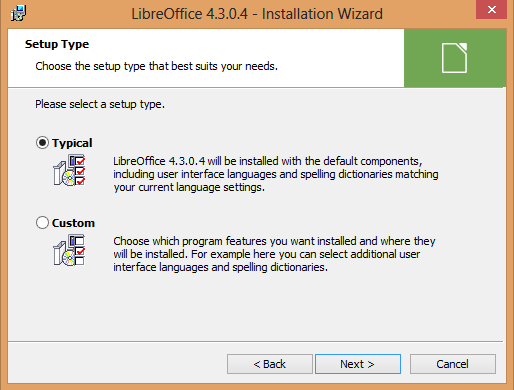 LibreOffice 4.3.0.4 - Installation Wizard
Setup Type
Choose the setup type that best suits your needs.
Please select a setup type.
Typical
LibreOffice 4.3.0.4 will be installed with the default components,
including user interface languages and spelling dictionaries matching
your current language settings.
Custom
Choose which program features you want installed and where they
will be installed. For example here you can select additional user
interface languages and spelling dictionaries.
< Back Next > Cancel